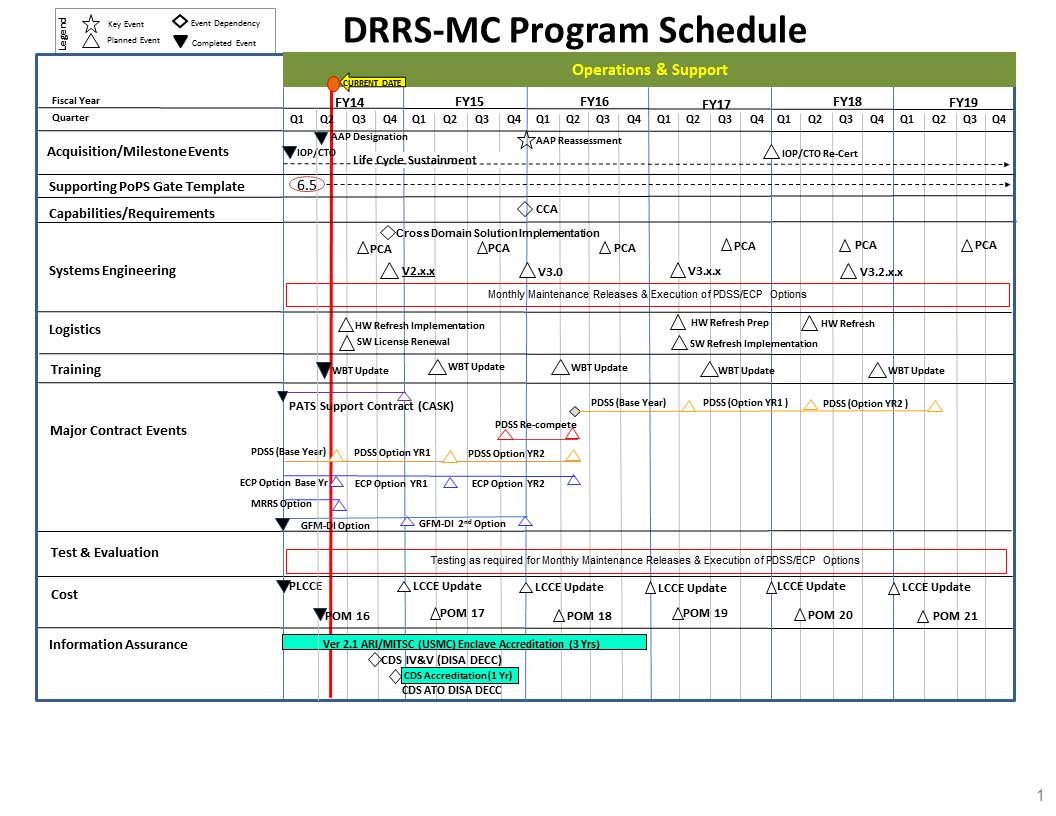 DRRS-MC Program Schedule
Legend
Key Event
Event Dependency
Planned Event
Completed Event
Operations & Support
CURRENT DATE
Fiscal Year
FY14 FY15 FY16 FY17 FY18 FY19
Quarter
Q1 Q2 Q3 Q4 Q1 Q2 Q3 Q4 Q1 Q2 Q3 Q4 Q1 Q2 Q3 Q4 Q1 Q2 Q3 Q4 Q1 Q2 Q3 Q4
Acquisition/Milestone Events
AAP Designation
AAP Reassessment
IOP/CTO
IOP/CTO Re-Cert
Life Cycle Sustainment
Supporting PoPS Gate Template
6.5
Capabilities/Requirements
CCA
Systems Engineering
Cross Domain Solution Implementation
PCA PCA PCA PCA PCA PCA
V2.x.x V3.0 V3.x.x V3.2.x.x
Monthly Maintenance Releases & Execution of PDSS/ECP Options
Logistics
HW Refresh Implementation HW Refresh Prep HW Refresh
SW License Renewal SW Refresh Implementation
Training
WBT Update WBT Update WBT Update WBT Update WBT Update
Major Contract Events
PATS Support Contract (CASK)
PDSS (Base Year) PDSS (Option YR1 ) PDSS (Option YR2 )
PDSS Re-compete
PDSS (Base Year) PDSS Option YR1 PDSS Option YR2
ECP Option Base Yr ECP Option YR1 ECP Option YR2
MRRS Option
GFM-DI Option GFM-DI 2nd Option
Test & Evaluation
Testing as required for Monthly Maintenance Releases & Execution of PDSS/ECP Options
Cost
PLCCE LCCE Update LCCE Update LCCE Update LCCE Update LCCE Update
POM 16 POM 17 POM 18 POM 19 POM 20 POM 21
Information Assurance
Ver 2.1 ARI/MITSC (USMC) Enclave Accreditation (3 Yrs)
CDS IV&V (DISA DECC)
CDS Accreditation (1 Yr)
CDS ATO DISA DECC
1